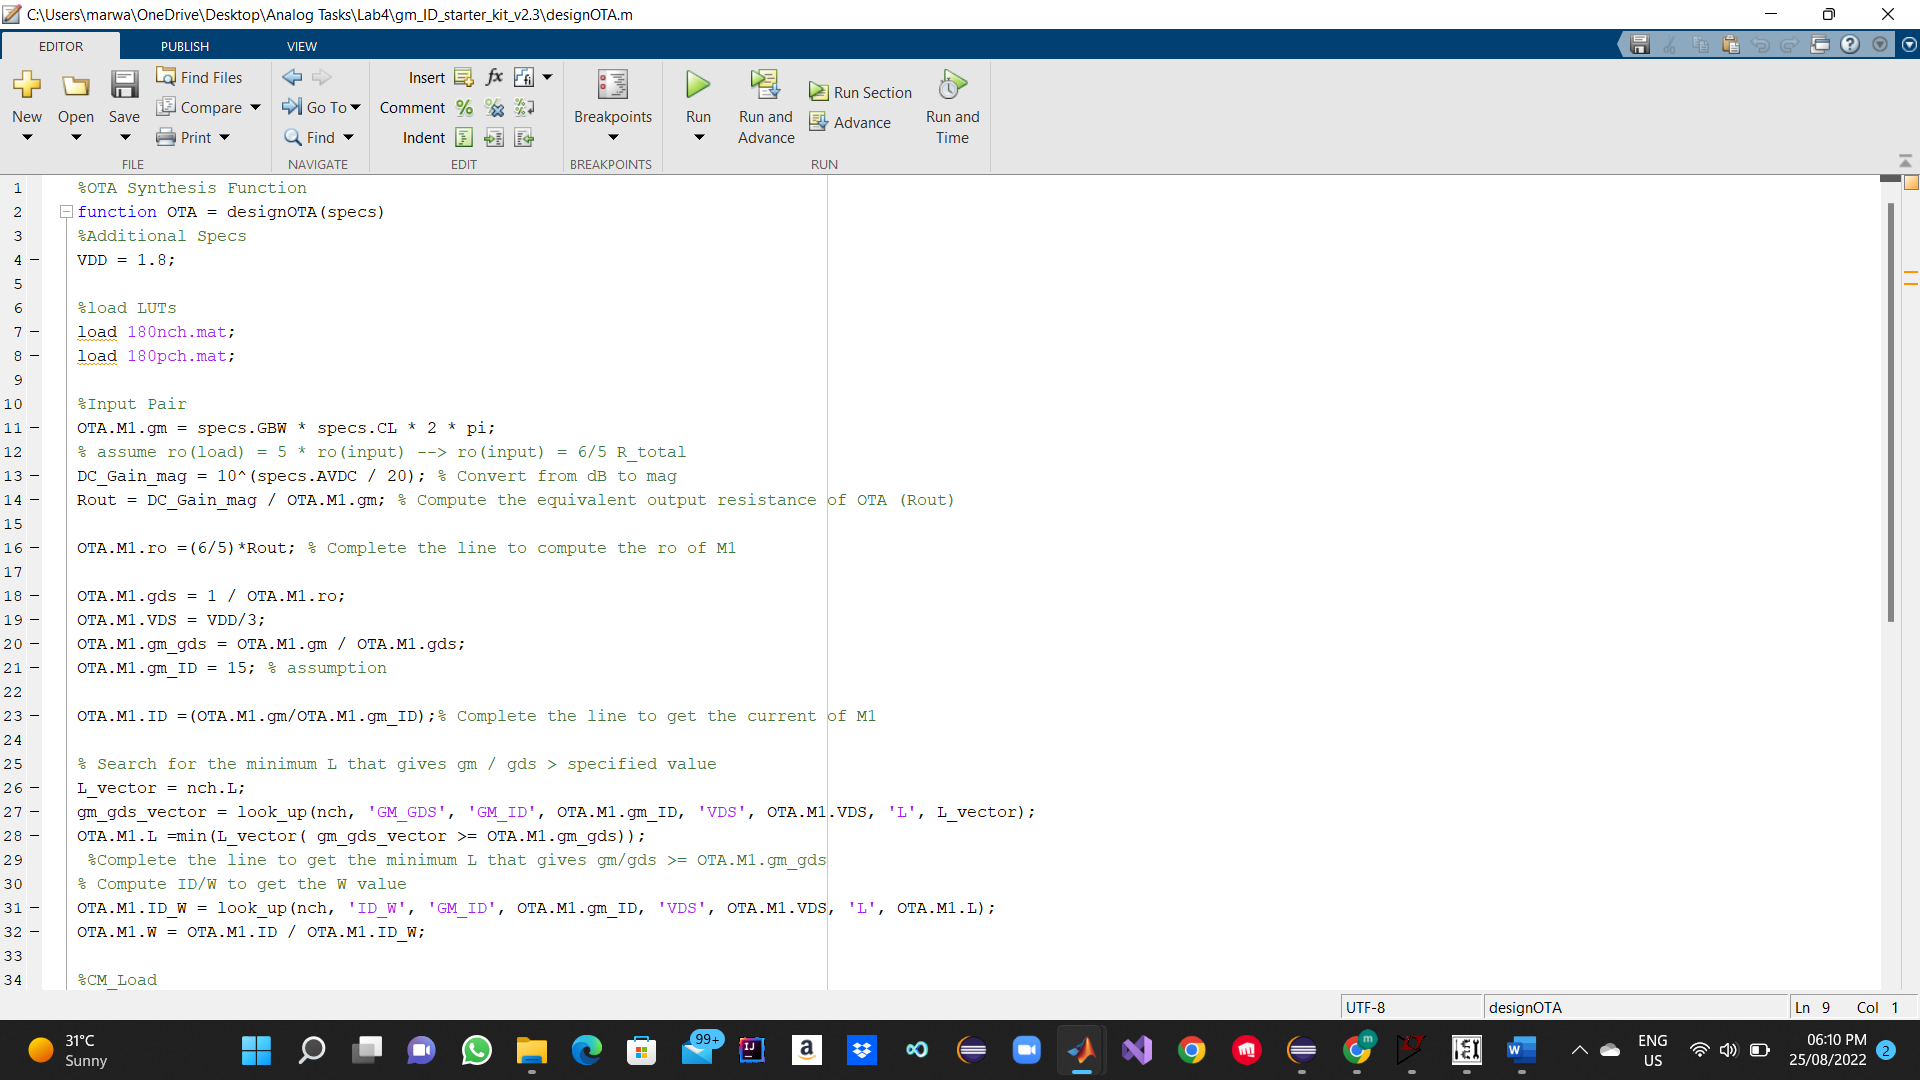 C:\Users\marwa\OneDrive\Desktop\Analog Tasks\Lab4\gm_ID_starter_kit_v2.3\designOTA.m
EDITOR PUBLISH VIEW
New Open Save Find Files Compare Print
FILE
Go To Find
NAVIGATE
Insert fx
Comment
Indent
EDIT
Breakpoints
BREAKPOINTS
Run Run and Advance Run Section Advance Run and Time
RUN
1 %OTA Synthesis Function
2 function OTA = designOTA(specs)
3 %Additional Specs
4 VDD = 1.8;
5
6 %load LUTs
7 load 180nch.mat;
8 load 180pch.mat;
9
10 %Input Pair
11 OTA.M1.gm = specs.GBW * specs.CL * 2 * pi;
12 % assume ro(load) = 5 * ro(input) --> ro(input) = 6/5 R_total
13 DC_Gain_mag = 10^(specs.AVDC / 20); % Convert from dB to mag
14 Rout = DC_Gain_mag / OTA.M1.gm; % Compute the equivalent output resistance of OTA (Rout)
15
16 OTA.M1.ro =(6/5)*Rout; % Complete the line to compute the ro of M1
17
18 OTA.M1.gds = 1 / OTA.M1.ro;
19 OTA.M1.VDS = VDD/3;
20 OTA.M1.gm_gds = OTA.M1.gm / OTA.M1.gds;
21 OTA.M1.gm_ID = 15; % assumption
22
23 OTA.M1.ID =(OTA.M1.gm/OTA.M1.gm_ID);% Complete the line to get the current of M1
24
25 % Search for the minimum L that gives gm / gds > specified value
26 L_vector = nch.L;
27 gm_gds_vector = look_up(nch, 'GM_GDS', 'GM_ID', OTA.M1.gm_ID, 'VDS', OTA.M1.VDS, 'L', L_vector);
28 OTA.M1.L =min(L_vector( gm_gds_vector >= OTA.M1.gm_gds));
29 %Complete the line to get the minimum L that gives gm/gds >= OTA.M1.gm_gds
30 % Compute ID/W to get the W value
31 OTA.M1.ID_W = look_up(nch, 'ID_W', 'GM_ID', OTA.M1.gm_ID, 'VDS', OTA.M1.VDS, 'L', OTA.M1.L);
32 OTA.M1.W = OTA.M1.ID / OTA.M1.ID_W;
33
34 %CM_Load
UTF-8 designOTA Ln 9 Col 1
31°C
Sunny
99+
ENG
US
06:10 PM
25/08/2022
2